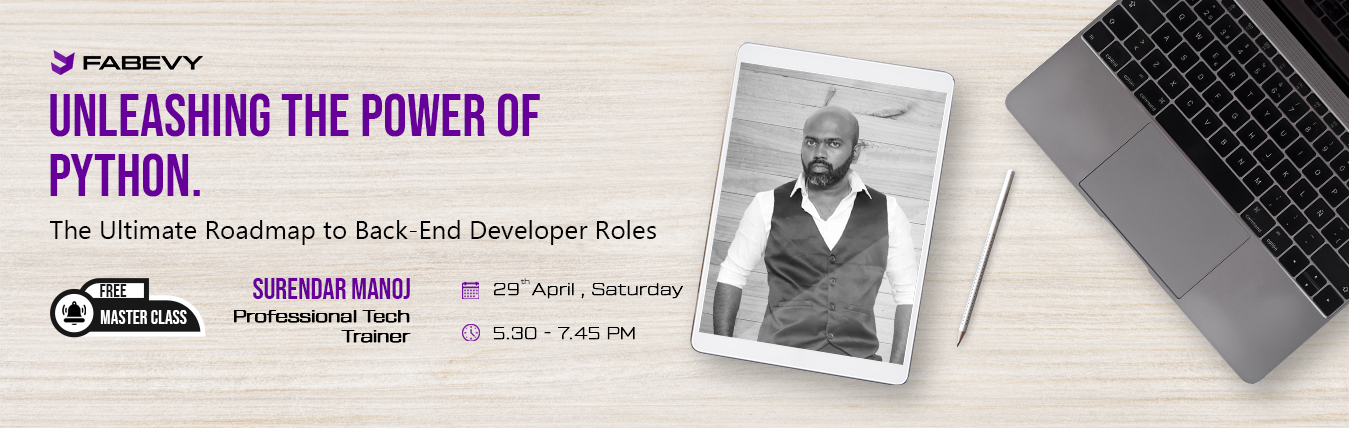 FABEVY
UNLEASHING THE POWER OF
PYTHON.
The Ultimate Roadmap to Back-End Developer Roles
FREE
MASTER CLASS
SURENDAR MANOJ
Professional Tech
Trainer
29th April , Saturday
5.30 - 7.45 PM